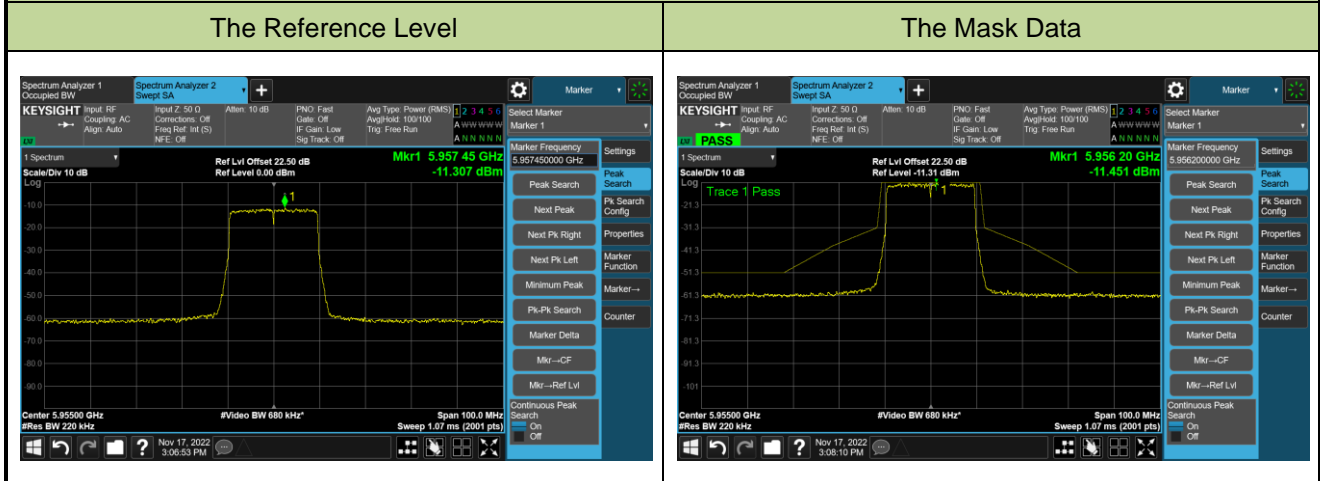 The Reference Level
The Mask Data
Spectrum Analyzer 1
Occupied BW
Spectrum Analyzer 2
Swept SA
Marker
KEYSIGHT
Input: RF
Coupling: AC
Align: Auto
Input Z: 50 Ω
Corrections: Off
Freq Ref: Int (S)
NFE: Off
Atten: 10 dB
PNO: Fast
Gate: Off
IF Gain: Low
Sig Track: Off
Avg Type: Power (RMS)
Avg|Hold: 100/100
Trig: Free Run
1 2 3 4 5 6
A W W W W W
A N N N N N
Select Marker
Marker 1
Marker Frequency
5.957450000 GHz
Settings
1 Spectrum
Scale/Div 10 dB
Log
Ref Lvl Offset 22.50 dB
Ref Level 0.00 dBm
Mkr1 5.957 45 GHz
-11.307 dBm
Peak Search
Next Peak
Next Pk Right
Next Pk Left
Minimum Peak
Pk-Pk Search
Marker Delta
Mkr→CF
Mkr→Ref Lvl
Continuous Peak
Search
On
Off
Peak
Search
Pk Search
Config
Properties
Marker
Function
Marker→
Counter
1
-10.0
-20.0
-30.0
-40.0
-50.0
-60.0
-70.0
-80.0
-90.0
Center 5.95500 GHz
#Res BW 220 kHz
#Video BW 680 kHz*
Span 100.0 MHz
Sweep 1.07 ms (2001 pts)
?
Nov 17, 2022
3:06:53 PM
Spectrum Analyzer 1
Occupied BW
Spectrum Analyzer 2
Swept SA
Marker
KEYSIGHT
PASS
Input: RF
Coupling: AC
Align: Auto
Input Z: 50 Ω
Corrections: Off
Freq Ref: Int (S)
NFE: Off
Atten: 10 dB
PNO: Fast
Gate: Off
IF Gain: Low
Sig Track: Off
Avg Type: Power (RMS)
Avg|Hold: 100/100
Trig: Free Run
1 2 3 4 5 6
A W W W W W
A N N N N N
Select Marker
Marker 1
Marker Frequency
5.956200000 GHz
Settings
1 Spectrum
Scale/Div 10 dB
Log
Ref Lvl Offset 22.50 dB
Ref Level -11.31 dBm
Mkr1 5.956 20 GHz
-11.451 dBm
Trace 1 Pass
1
-21.3
-31.3
-41.3
-51.3
-61.3
-71.3
-81.3
-91.3
-101
Peak Search
Next Peak
Next Pk Right
Next Pk Left
Minimum Peak
Pk-Pk Search
Marker Delta
Mkr→CF
Mkr→Ref Lvl
Continuous Peak
Search
On
Off
Peak
Search
Pk Search
Config
Properties
Marker
Function
Marker→
Counter
Center 5.95500 GHz
#Res BW 220 kHz
#Video BW 680 kHz*
Span 100.0 MHz
Sweep 1.07 ms (2001 pts)
?
Nov 17, 2022
3:08:10 PM